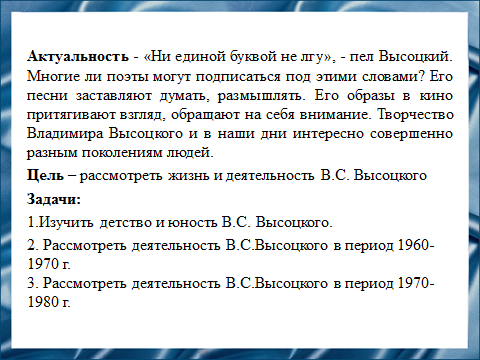 Актуальность - «Ни единой буквой не лгу», - пел Высоцкий.
Многие ли поэты могут подписаться под этими словами? Его
песни заставляют думать, размышлять. Его образы в кино
притягивают взгляд, обращают на себя внимание. Творчество
Владимира Высоцкого и в наши дни интересно совершенно
разным поколениям людей.
Цель – рассмотреть жизнь и деятельность В.С. Высоцкого
Задачи:
1.Изучить детство и юность В.С. Высоцкого.
2. Рассмотреть деятельность В.С.Высоцкого в период 1960-
1970 г.
3. Рассмотреть деятельность В.С.Высоцкого в период 1970-
1980 г.